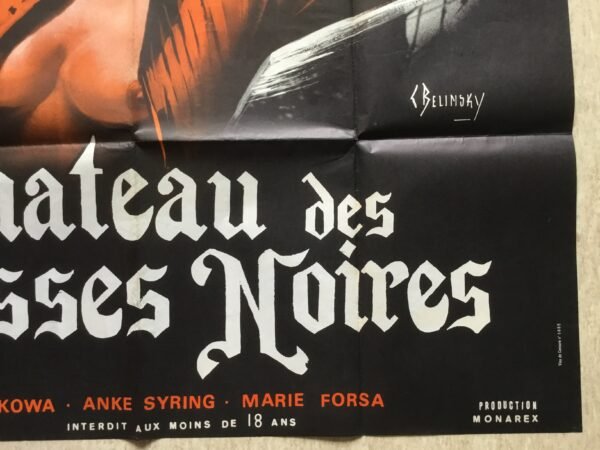 C BELINSKY
hateau des
sses Noires
KOWA · ANKE SYRING · MARIE FORSA
INTERDIT AUX MOINS DE 18 ANS
PRODUCTION
MONAREX